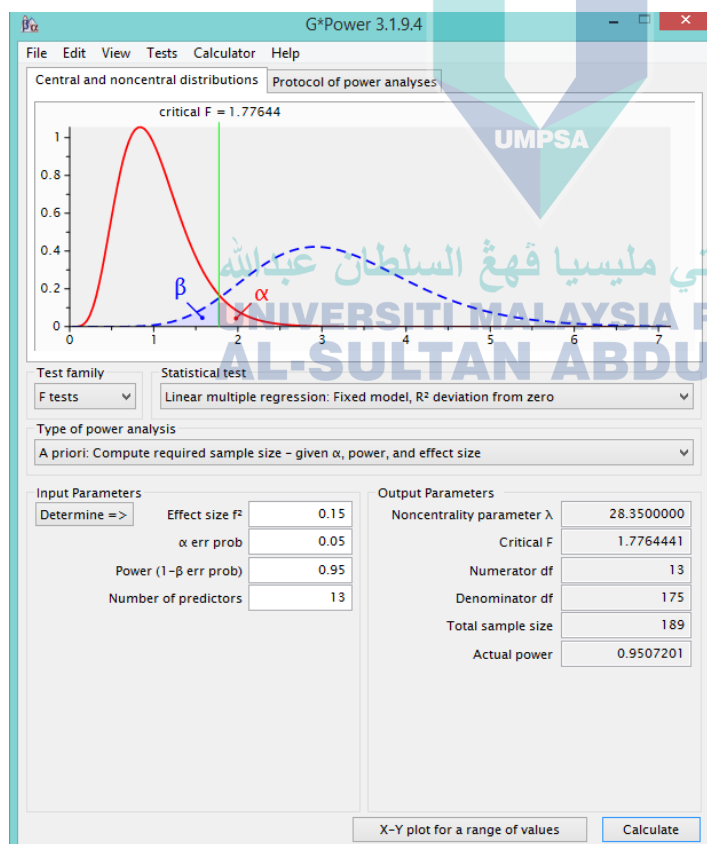 βα G*Power 3.1.9.4
File Edit View Tests Calculator Help
Central and noncentral distributions Protocol of power analyses
critical F = 1.77644
1
0.8
0.6
0.4
0.2
0
β α
0 1 2 3 4 5 6 7
UMPSA
ي مليسيا ڤهڠ السلطان عبدالله
UNIVERSITI MALAYSIA P
AL-SULTAN ABDU
Test family Statistical test
F tests Linear multiple regression: Fixed model, R² deviation from zero
Type of power analysis
A priori: Compute required sample size – given α, power, and effect size
Input Parameters Output Parameters
Determine => Effect size f² 0.15 Noncentrality parameter λ 28.3500000
α err prob 0.05 Critical F 1.7764441
Power (1-β err prob) 0.95 Numerator df 13
Number of predictors 13 Denominator df 175
Total sample size 189
Actual power 0.9507201
X-Y plot for a range of values Calculate